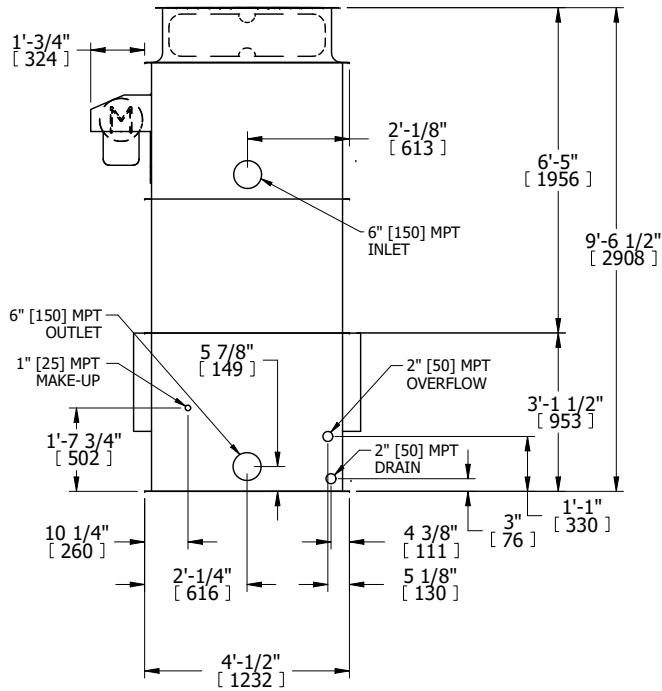 1'-3/4"
[ 324 ]
2'-1/8"
[ 613 ]
6'-5"
[ 1956 ]
9'-6 1/2"
[ 2908 ]
M
6" [150] MPT
INLET
6" [150] MPT
OUTLET
1" [25] MPT
MAKE-UP
5 7/8"
[ 149 ]
2" [50] MPT
OVERFLOW
3'-1 1/2"
[ 953 ]
1'-7 3/4"
[ 502 ]
2" [50] MPT
DRAIN
1'-1"
[ 330 ]
3"
[ 76 ]
10 1/4"
[ 260 ]
4 3/8"
[ 111 ]
2'-1/4"
[ 616 ]
5 1/8"
[ 130 ]
4'-1/2"
[ 1232 ]